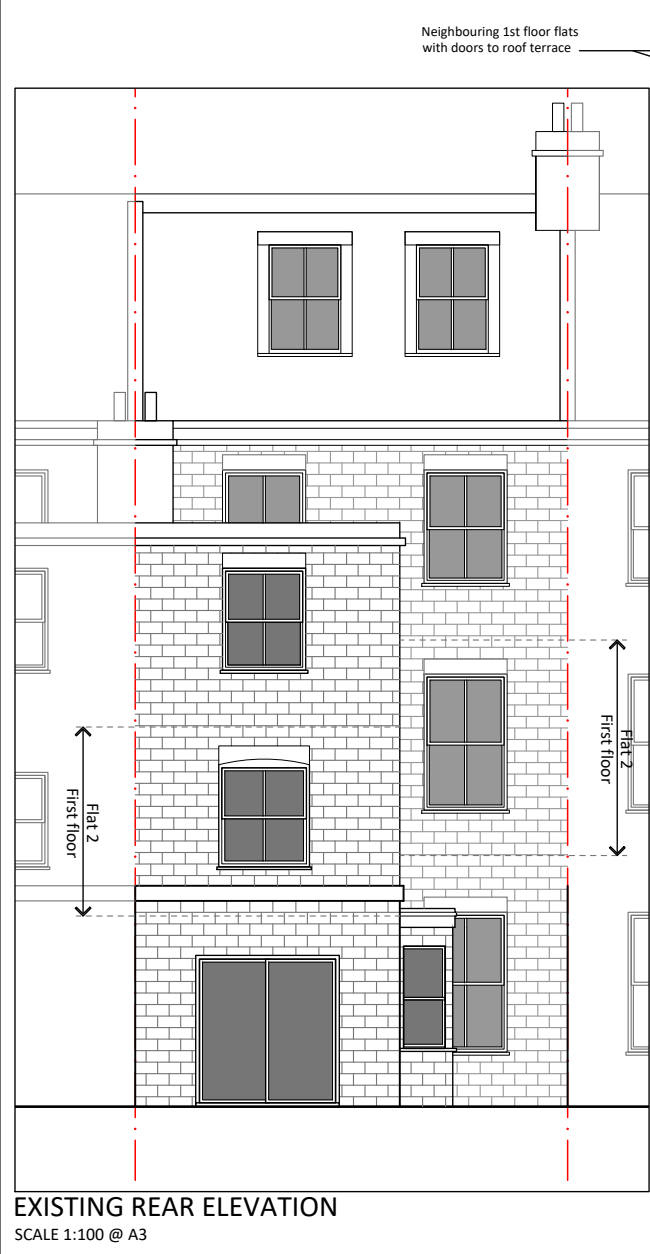 Neighbouring 1st floor flats
with doors to roof terrace
Flat 2
First floor
Flat 2
First floor
EXISTING REAR ELEVATION
SCALE 1:100 @ A3